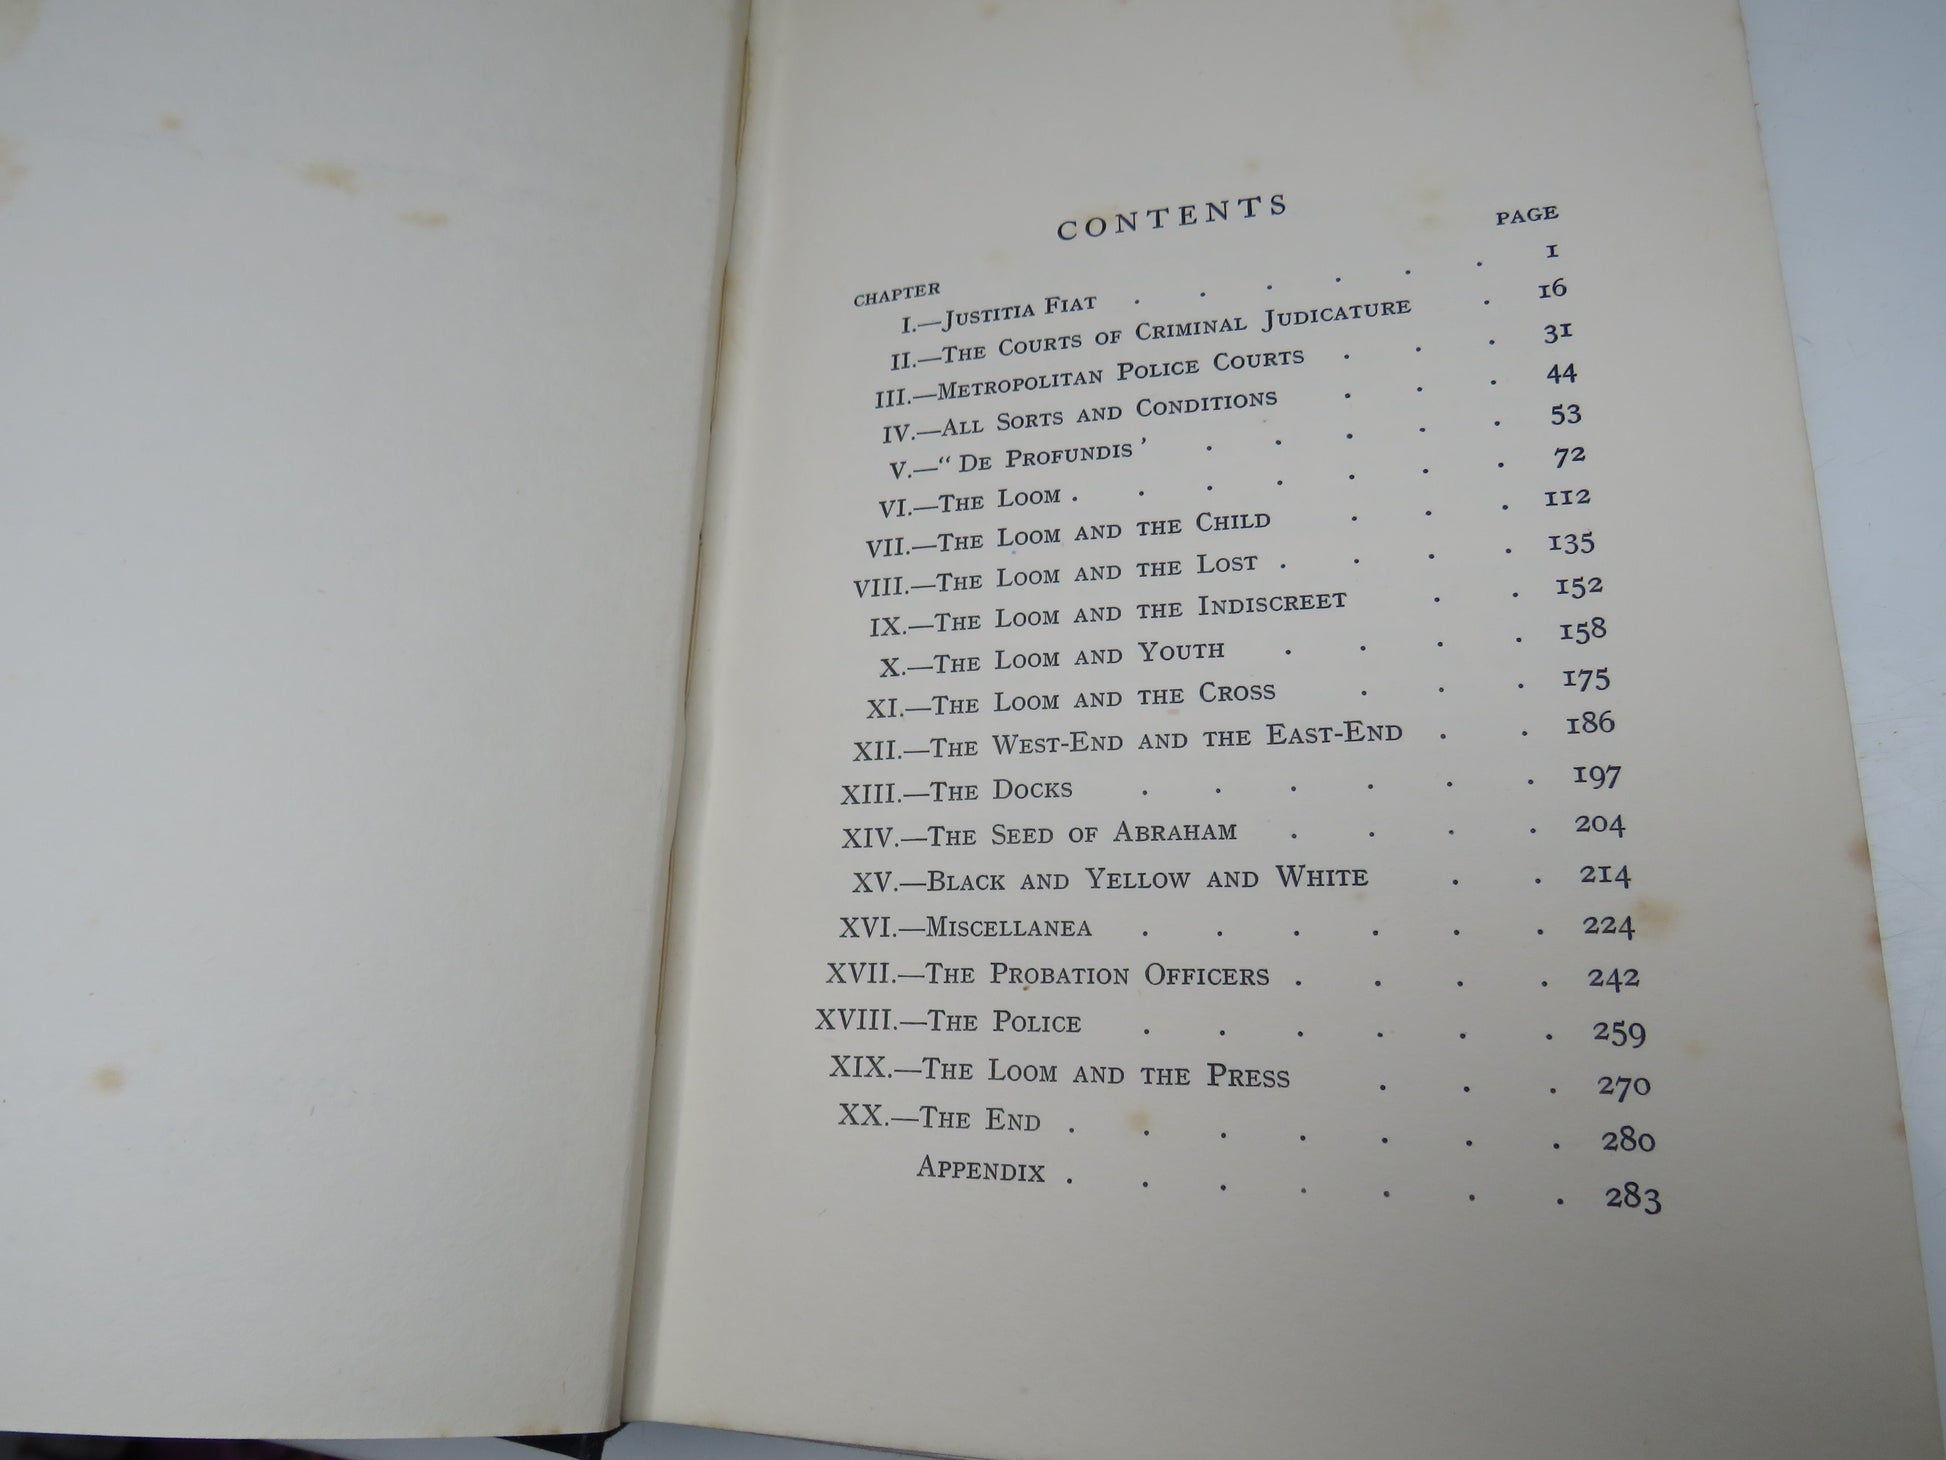 CONTENTS
CHAPTER PAGE
I.—JUSTITIA FIAT . . . . . . 1
II.—THE COURTS OF CRIMINAL JUDICATURE . 16
III.—METROPOLITAN POLICE COURTS . . . 31
IV.—ALL SORTS AND CONDITIONS . . . 44
V.—“DE PROFUNDIS’ . . . . . 53
VI.—THE LOOM . . . . . . . 72
VII.—THE LOOM AND THE CHILD . . . 112
VIII.—THE LOOM AND THE LOST . . . . 135
IX.—THE LOOM AND THE INDISCREET . . 152
X.—THE LOOM AND YOUTH . . . . 158
XI.—THE LOOM AND THE CROSS . . . 175
XII.—THE WEST-END AND THE EAST-END . . 186
XIII.—THE DOCKS . . . . . . 197
XIV.—THE SEED OF ABRAHAM . . . . 204
XV.—BLACK AND YELLOW AND WHITE . . 214
XVI.—MISCELLANEA . . . . . . 224
XVII.—THE PROBATION OFFICERS . . . . 242
XVIII.—THE POLICE . . . . . . 259
XIX.—THE LOOM AND THE PRESS . . . 270
XX.—THE END . . . . . . . 280
APPENDIX . . . . . . . 283